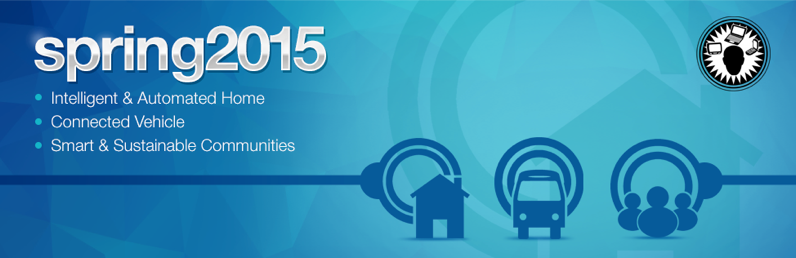 spring2015
Intelligent & Automated Home
Connected Vehicle
Smart & Sustainable Communities